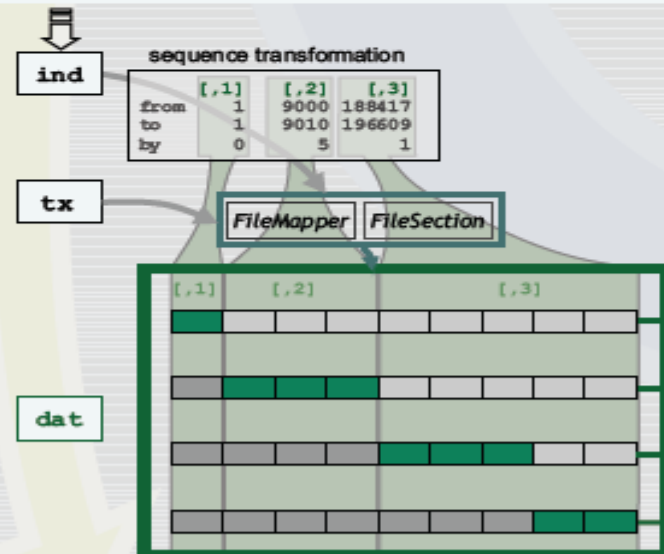 sequence transformation
ind
[,1] [,2] [,3]
from 1 9000 188417
to 1 9010 196609
by 0 5 1
tx
FileMapper FileSection
[,1] [,2] [,3]
dat